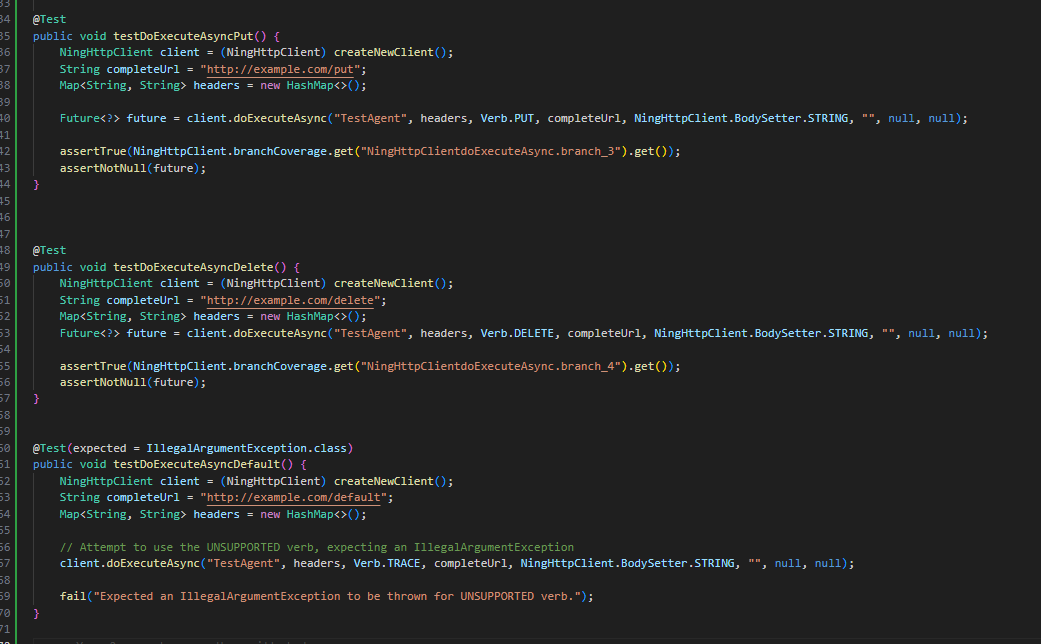 33
34 @Test
35 public void testDoExecuteAsyncPut() {
36 NingHttpClient client = (NingHttpClient) createNewClient();
37 String completeUrl = "http://example.com/put";
38 Map<String, String> headers = new HashMap<>();
39
40 Future<?> future = client.doExecuteAsync("TestAgent", headers, Verb.PUT, completeUrl, NingHttpClient.BodySetter.STRING, "", null, null);
41
42 assertTrue(NingHttpClient.branchCoverage.get("NingHttpClientdoExecuteAsync.branch_3").get());
43 assertNotNull(future);
44 }
45
46
47
48 @Test
49 public void testDoExecuteAsyncDelete() {
50 NingHttpClient client = (NingHttpClient) createNewClient();
51 String completeUrl = "http://example.com/delete";
52 Map<String, String> headers = new HashMap<>();
53 Future<?> future = client.doExecuteAsync("TestAgent", headers, Verb.DELETE, completeUrl, NingHttpClient.BodySetter.STRING, "", null, null);
54
55 assertTrue(NingHttpClient.branchCoverage.get("NingHttpClientdoExecuteAsync.branch_4").get());
56 assertNotNull(future);
57 }
58
59
60 @Test(expected = IllegalArgumentException.class)
61 public void testDoExecuteAsyncDefault() {
62 NingHttpClient client = (NingHttpClient) createNewClient();
63 String completeUrl = "http://example.com/default";
64 Map<String, String> headers = new HashMap<>();
65
66 // Attempt to use the UNSUPPORTED verb, expecting an IllegalArgumentException
67 client.doExecuteAsync("TestAgent", headers, Verb.TRACE, completeUrl, NingHttpClient.BodySetter.STRING, "", null, null);
68
69 fail("Expected an IllegalArgumentException to be thrown for UNSUPPORTED verb.");
70 }
71